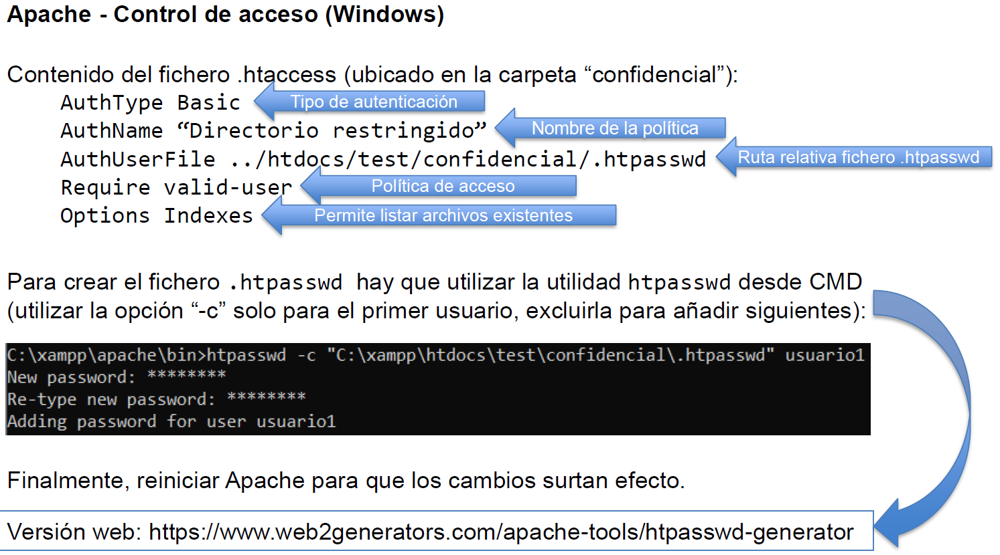 Apache - Control de acceso (Windows)
Contenido del fichero .htaccess (ubicado en la carpeta “confidencial”):
AuthType Basic
Tipo de autenticación
AuthName “Directorio restringido”
Nombre de la política
AuthUserFile ../htdocs/test/confidencial/.htpasswd
Ruta relativa fichero .htpasswd
Require valid-user
Política de acceso
Options Indexes
Permite listar archivos existentes
Para crear el fichero .htpasswd hay que utilizar la utilidad htpasswd desde CMD
(utilizar la opción “-c” solo para el primer usuario, excluirla para añadir siguientes):
C:\xampp\apache\bin>htpasswd -c "C:\xampp\htdocs\test\confidencial\.htpasswd" usuario1
New password: ********
Re-type new password: ********
Adding password for user usuario1
Finalmente, reiniciar Apache para que los cambios surtan efecto.
Versión web: https://www.web2generators.com/apache-tools/htpasswd-generator